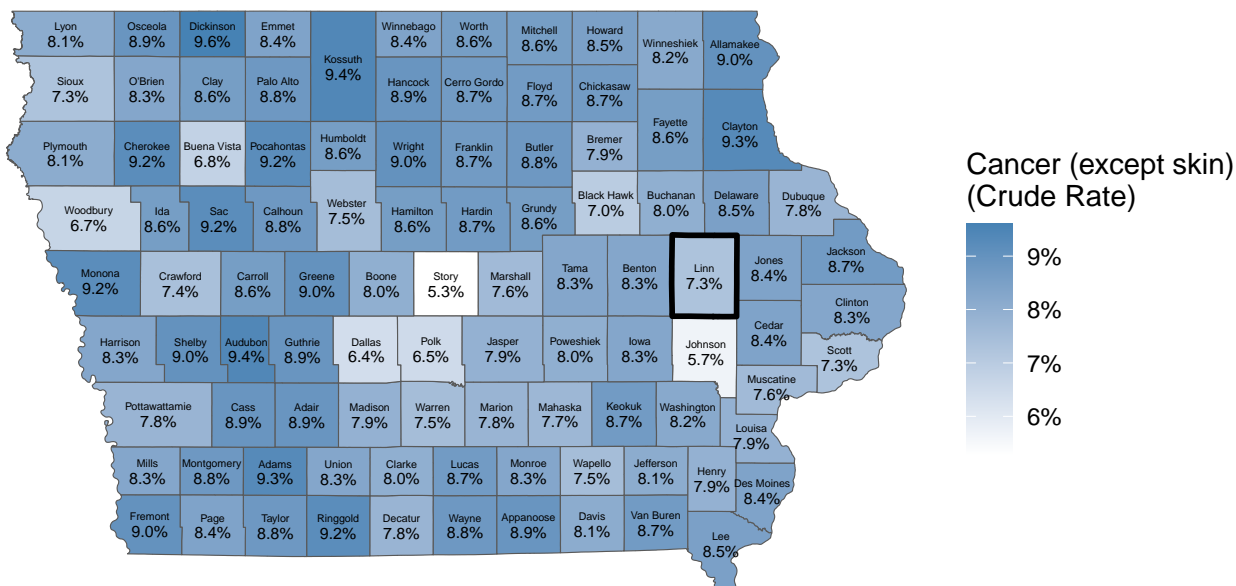 Lyon
8.1%
Osceola
8.9%
Dickinson
9.6%
Emmet
8.4%
Kossuth
9.4%
Winnebago
8.4%
Worth
8.6%
Mitchell
8.6%
Howard
8.5%
Winneshiek
8.2%
Allamakee
9.0%
Sioux
7.3%
O'Brien
8.3%
Clay
8.6%
Palo Alto
8.8%
Hancock
8.9%
Cerro Gordo
8.7%
Floyd
8.7%
Chickasaw
8.7%
Plymouth
8.1%
Cherokee
9.2%
Buena Vista
6.8%
Pocahontas
9.2%
Humboldt
8.6%
Wright
9.0%
Franklin
8.7%
Butler
8.8%
Bremer
7.9%
Fayette
8.6%
Clayton
9.3%
Woodbury
6.7%
Ida
8.6%
Sac
9.2%
Calhoun
8.8%
Webster
7.5%
Hamilton
8.6%
Hardin
8.7%
Grundy
8.6%
Black Hawk
7.0%
Buchanan
8.0%
Delaware
8.5%
Dubuque
7.8%
Monona
9.2%
Crawford
7.4%
Carroll
8.6%
Greene
9.0%
Boone
8.0%
Story
5.3%
Marshall
7.6%
Tama
8.3%
Benton
8.3%
Linn
7.3%
Jones
8.4%
Jackson
8.7%
Clinton
8.3%
Harrison
8.3%
Shelby
9.0%
Audubon
9.4%
Guthrie
8.9%
Dallas
6.4%
Polk
6.5%
Jasper
7.9%
Poweshiek
8.0%
Iowa
8.3%
Johnson
5.7%
Cedar
8.4%
Scott
7.3%
Muscatine
7.6%
Pottawattamie
7.8%
Cass
8.9%
Adair
8.9%
Madison
7.9%
Warren
7.5%
Marion
7.8%
Mahaska
7.7%
Keokuk
8.7%
Washington
8.2%
Louisa
7.9%
Mills
8.3%
Montgomery
8.8%
Adams
9.3%
Union
8.3%
Clarke
8.0%
Lucas
8.7%
Monroe
8.3%
Wapello
7.5%
Jefferson
8.1%
Henry
7.9%
Des Moines
8.4%
Fremont
9.0%
Page
8.4%
Taylor
8.8%
Ringgold
9.2%
Decatur
7.8%
Wayne
8.8%
Appanoose
8.9%
Davis
8.1%
Van Buren
8.7%
Lee
8.5%
Cancer (except skin)
(Crude Rate)
9%
8%
7%
6%